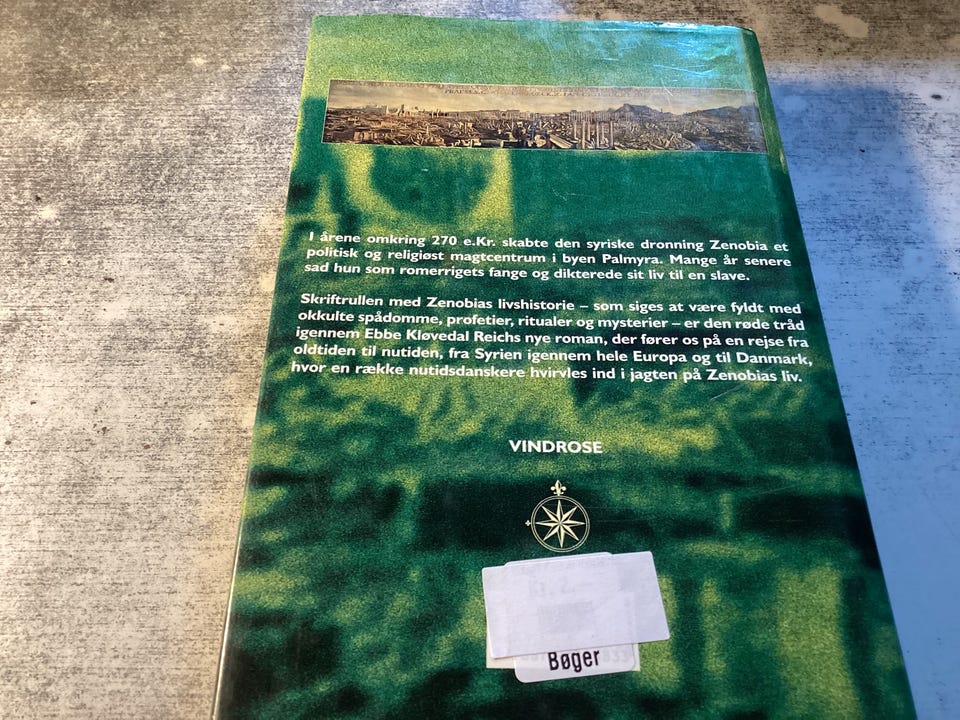 I årene omkring 270 e.Kr. skabte den syriske dronning Zenobia et
politisk og religiøst magtcentrum i byen Palmyra. Mange år senere
sad hun som romerrigets fange og dikterede sit liv til en slave.
Skriftrullen med Zenobias livshistorie – som siges at være fyldt med
okkulte spådomme, profetier, ritualer og mysterier – er den røde tråd
igennem Ebbe Kløvedal Reichs nye roman, der fører os på en rejse fra
oldtiden til nutiden, fra Syrien igennem hele Europa og til Danmark,
hvor en række nutidsdanskere hvirvles ind i jagten på Zenobias liv.
VINDROSE
Kr. 2.—
Bøger